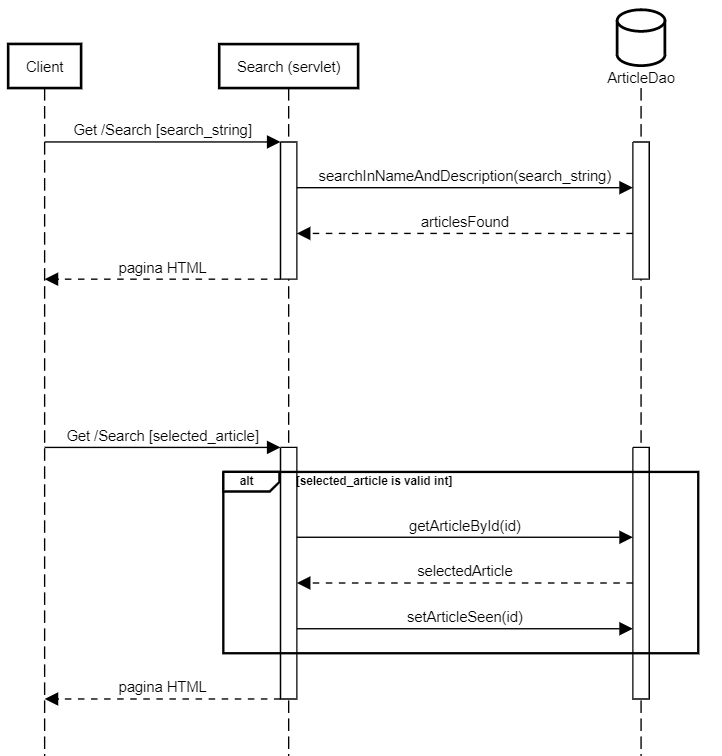 Client
Search (servlet)
ArticleDao
Get /Search [search_string]
searchInNameAndDescription(search_string)
articlesFound
pagina HTML
Get /Search [selected_article]
alt
[selected_article is valid int]
getArticleById(id)
selectedArticle
setArticleSeen(id)
pagina HTML